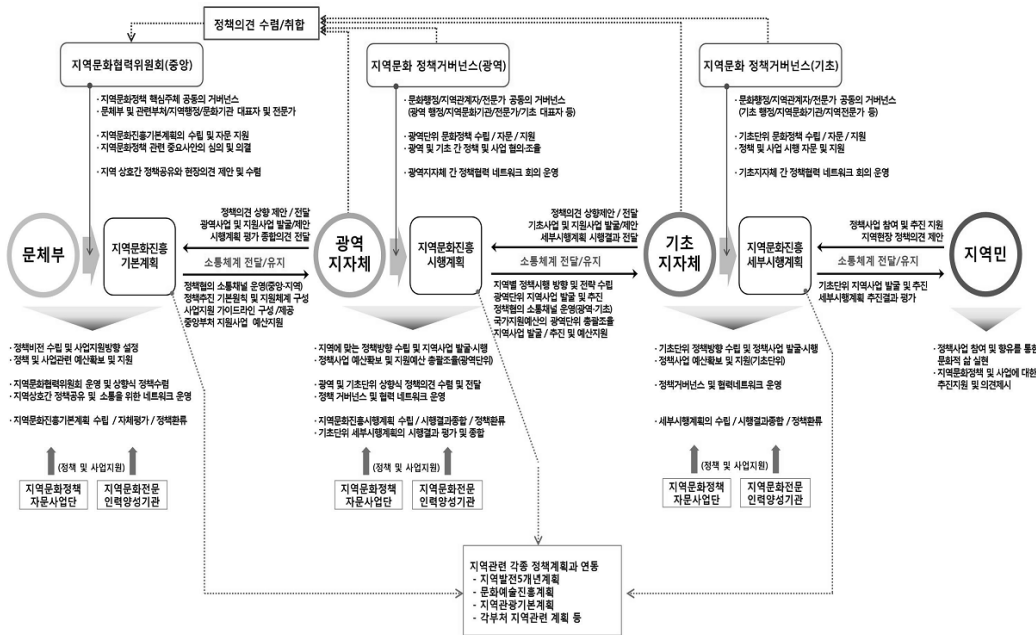 정책의견 수렴/취합
지역문화협력위원회(중앙)
지역문화 정책거버넌스(광역)
지역문화 정책거버넌스(기초)
· 지역문화정책 핵심주체 공동의 거버넌스
· 문체부 및 관련부처/지역행정/문화기관 대표자 및 전문가
· 지역문화진흥기본계획의 수립 및 자문 지원
· 지역문화정책 관련 중요사안의 심의 및 의결
· 지역 상호간 정책공유와 현장의견 제안 및 수렴
· 문화행정/지역관계자/전문가 공동의 거버넌스
(광역 행정/지역문화기관/전문가/기초 대표자 등)
· 광역단위 문화정책 수립 / 자문 / 지원
· 광역 및 기초 간 정책 및 사업 협의·조율
· 광역지자체 간 정책협력 네트워크 회의 운영
· 문화행정/지역관계자/전문가 공동의 거버넌스
(기초 행정/지역문화기관/지역전문가 등)
· 기초단위 문화정책 수립 / 자문 / 지원
· 정책 및 사업 시행 자문 및 지원
· 기초지자체 간 정책협력 네트워크 회의 운영
문체부
지역문화진흥
기본계획
정책의견 상향 제안 / 전달
광역사업 및 지원사업 발굴/제안
시행계획 평가 종합의견 전달
소통체계 전달/유지
정책협의 소통채널 운영(중앙-지역)
정책추진 기본원칙 및 지원체계 구성
사업지원 가이드라인 구성 /제공
중앙부처 지원사업 예산지원
광역
지자체
지역문화진흥
시행계획
정책의견 상향제안 / 전달
기초사업 및 지원사업 발굴/제안
세부시행계획 시행결과 전달
소통체계 전달/유지
지역별 정책시행 방향 및 전략 수립
광역단위 지역사업 발굴 및 추진
정책협의 소통채널 운영(광역-기초)
국가지원예산의 광역단위 총괄조율
지역사업 발굴 / 추진 및 예산지원
기초
지자체
지역문화진흥
세부시행계획
정책사업 참여 및 추진 지원
지역현장 정책의견 제안
소통체계 전달/유지
기초단위 지역사업 발굴 및 추진
세부시행계획 추진결과 평가
지역민
· 정책비전 수립 및 사업지원방향 설정
· 정책 및 사업관련 예산확보 및 지원
· 지역문화협력위원회 운영 및 상향식 정책수렴
· 지역상호간 정책공유 및 소통을 위한 네트워크 운영
· 지역문화진흥기본계획 수립 / 자체평가 / 정책환류
· 지역에 맞는 정책방향 수립 및 지역사업 발굴·시행
· 정책사업 예산확보 및 지원예산 총괄조율(광역단위)
· 광역 및 기초단위 상향식 정책의견 수렴 및 전달
· 정책 거버넌스 및 협력 네트워크 운영
· 지역문화진흥시행계획 수립 / 시행결과종합 / 정책환류
· 기초단위 세부시행계획의 시행결과 평가 및 종합
· 기초단위 정책방향 수립 및 정책사업 발굴·시행
· 정책사업 예산확보 및 지원(기초단위)
· 정책거버넌스 및 협력네트워크 운영
· 세부시행계획의 수립 / 시행결과종합 / 정책환류
· 정책사업 참여 및 향유를 통한
문화적 삶 실현
· 지역문화정책 및 사업에 대한
추진지원 및 의견제시
(정책 및 사업지원)
지역문화정책
자문사업단
지역문화전문
인력양성기관
(정책 및 사업지원)
지역문화정책
자문사업단
지역문화전문
인력양성기관
(정책 및 사업지원)
지역문화정책
자문사업단
지역문화전문
인력양성기관
지역관련 각종 정책계획과 연동
- 지역발전5개년계획
- 문화예술진흥계획
- 지역관광기본계획
- 각부처 지역관련 계획 등